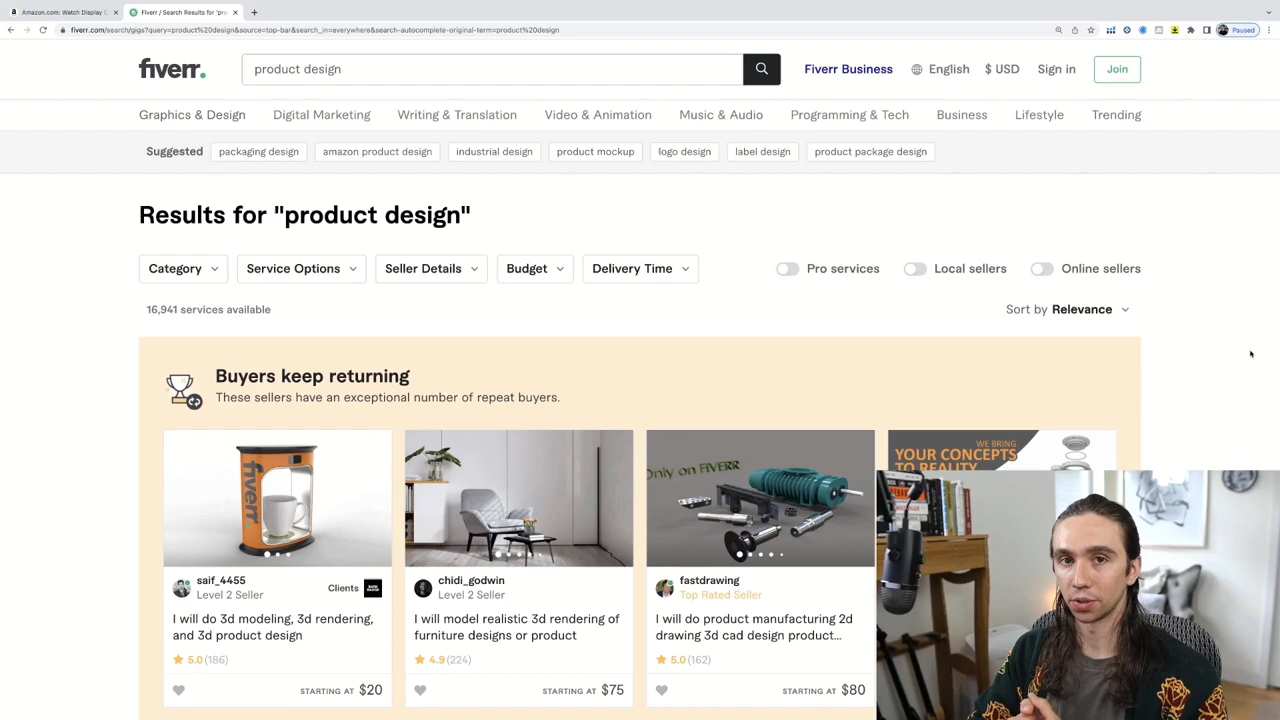 Amazon.com: Watch Display C
Fiverr / Search Results for 'pro
fiverr.com/search/gigs?query=product%20design&source=top-bar&search_in=everywhere&search-autocomplete-original-term=product%20design
Paused
fiverr.
product design
Fiverr Business
English
$ USD
Sign in
Join
Graphics & Design
Digital Marketing
Writing & Translation
Video & Animation
Music & Audio
Programming & Tech
Business
Lifestyle
Trending
Suggested
packaging design
amazon product design
industrial design
product mockup
logo design
label design
product package design
Results for "product design"
Category
Service Options
Seller Details
Budget
Delivery Time
Pro services
Local sellers
Online sellers
16,941 services available
Sort by Relevance
Buyers keep returning
These sellers have an exceptional number of repeat buyers.
fiverr.
Only on FIVERR
WE BRING
YOUR CONCEPTS
TO REALITY
saif_4455
Level 2 Seller
Clients
I will do 3d modeling, 3d rendering,
and 3d product design
5.0 (186)
STARTING AT $20
chidi_godwin
Level 2 Seller
I will model realistic 3d rendering of
furniture designs or product
4.9 (224)
STARTING AT $75
fastdrawing
Top Rated Seller
I will do product manufacturing 2d
drawing 3d cad design product...
5.0 (162)
STARTING AT $80